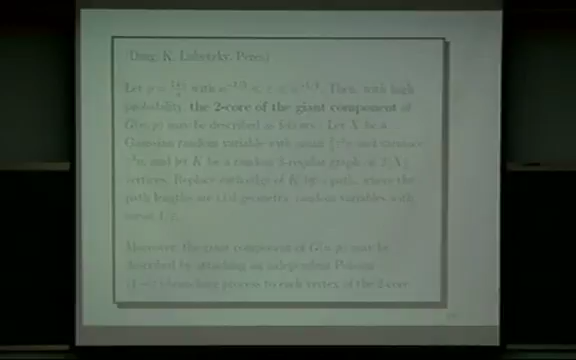 Ding, K, Lubetzky, Peres:
Let p = with Then, with high
probability, the 2-core of the giant component of
G(n, p) may be described as follows. Let X be a
Gaussian random variable with mean and variance
and let K be a random 3-regular graph on
vertices. Replace each edge of K by a path, where the
path lengths are i.i.d. geometric random variables with
mean
Moreover, the giant component of G(n, p) may be
described by attaching an independent Poisson
branching process to each vertex of the 2-core